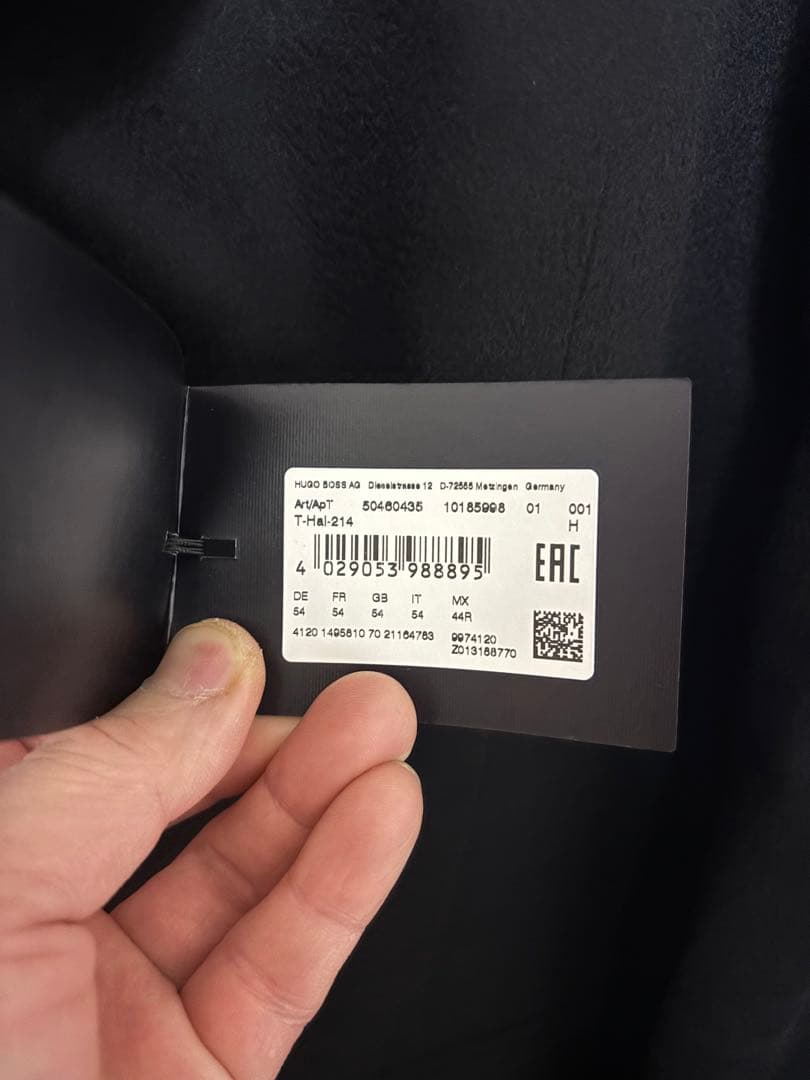 HUGO BOSS AG Dieselstrasse 12 D-72555 Metzingen Germany
Art/ApT 50460435 10185998 01 001
T-Hal-214 H
4 029053 988895 EAC
DE FR GB IT MX
54 54 54 54 44R
4120 1495810 70 21164763 9974120
Z013188770